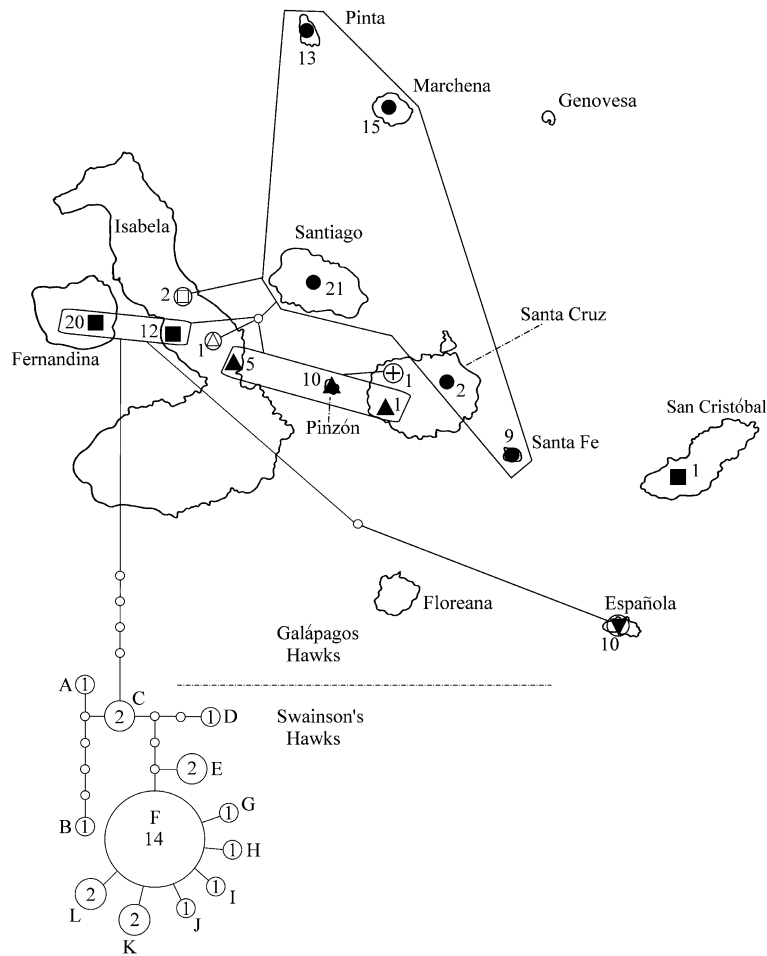 Pinta
13
Marchena
15
Genovesa
Isabela
Santiago
2
21
20
12
1
Santa Cruz
Fernandina
5
10
1
2
1
Pinzón
San Cristóbal
9
Santa Fe
1
Floreana
Española
10
Galápagos
Hawks
A
1
C
2
1
D
Swainson's
Hawks
2
E
F
14
B
1
1
G
1
H
1
I
2
L
2
K
1
J